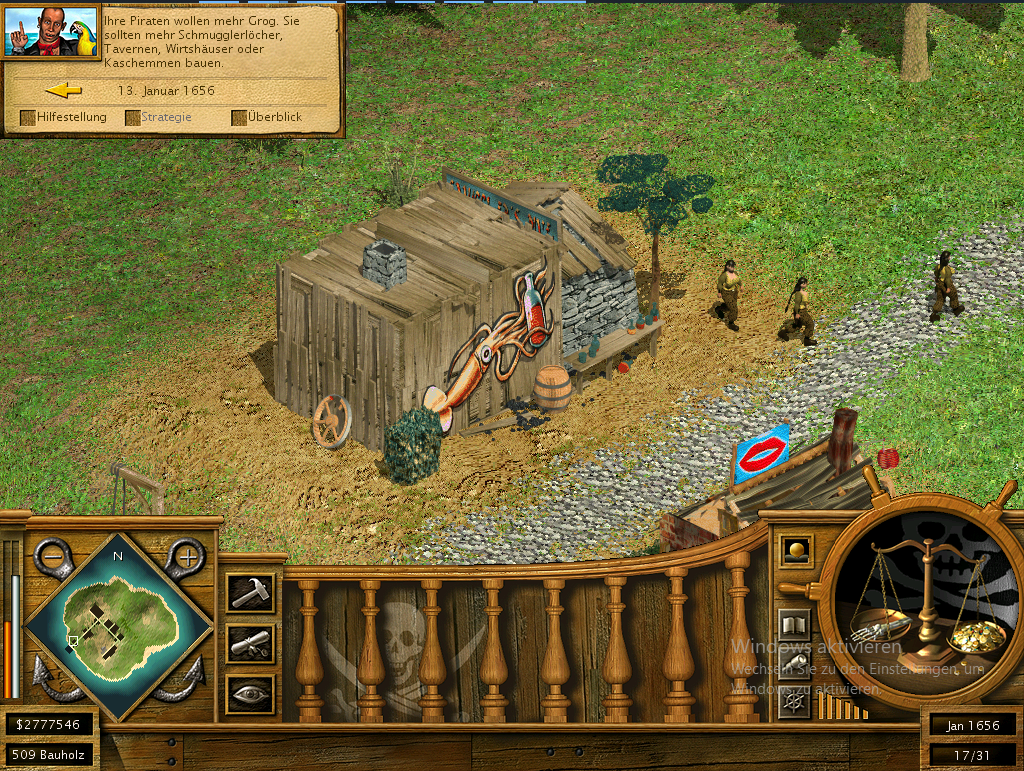 Ihre Piraten wollen mehr Grog. Sie
sollten mehr Schmugglerlöcher,
Tavernen, Wirtshäuser oder
Kaschemmen bauen.
13. Januar 1656
Hilfestellung Strategie Überblick
N
Windows aktivieren
Wechseln Sie zu den Einstellungen, um
Windows zu aktivieren.
$2777546
509 Bauholz
Jan 1656
17/31